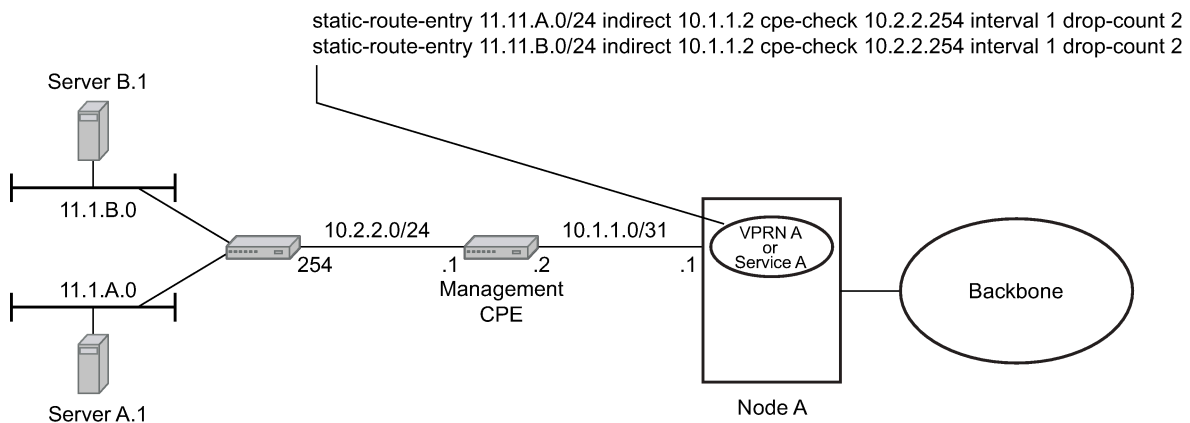 static-route-entry 11.11.A.0/24 indirect 10.1.1.2 cpe-check 10.2.2.254 interval 1 drop-count 2
static-route-entry 11.11.B.0/24 indirect 10.1.1.2 cpe-check 10.2.2.254 interval 1 drop-count 2
Server B.1
11.1.B.0
10.2.2.0/24
10.1.1.0/31
VPRN A
or
Service A
254
.1
.2
.1
Management
CPE
11.1.A.0
Backbone
Server A.1
Node A